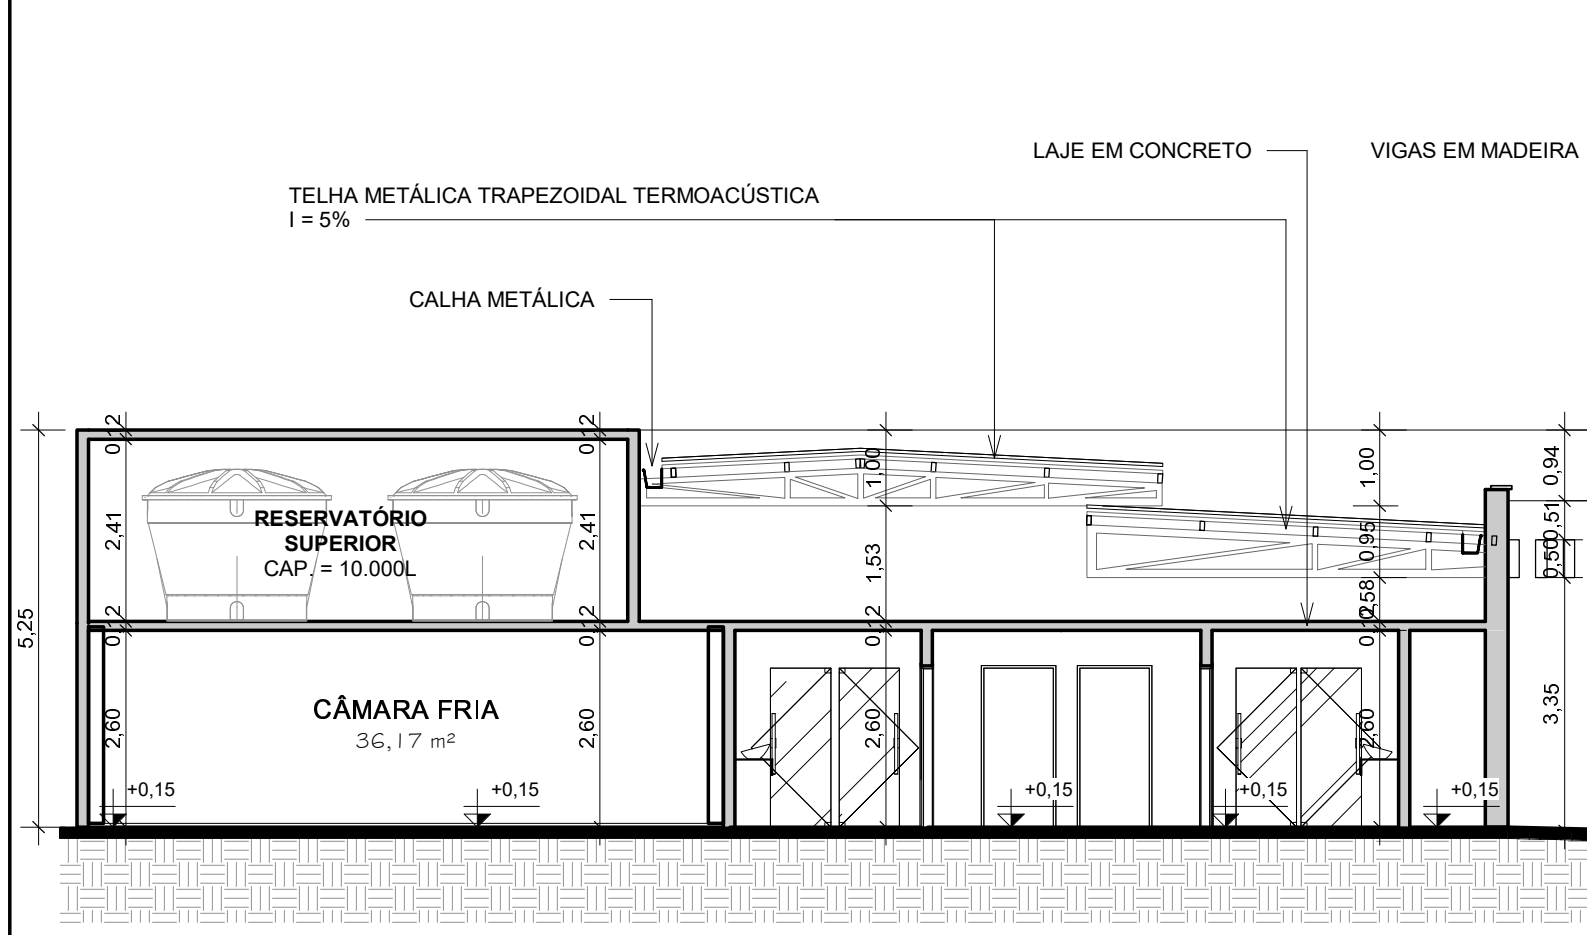 LAJE EM CONCRETO
VIGAS EM MADEIRA
TELHA METÁLICA TRAPEZOIDAL TERMOACÚSTICA
I = 5%
CALHA METÁLICA
0,12
0,12
1,00
1,00
0,94
RESERVATÓRIO
SUPERIOR
CAP. = 10.000L
2,41
2,41
1,53
0,95
0,51
0,50
0,58
5,25
0,12
0,12
0,12
0,12
3,35
CÂMARA FRIA
36,17 m²
2,60
2,60
2,60
2,60
+0,15
+0,15
+0,15
+0,15
+0,15